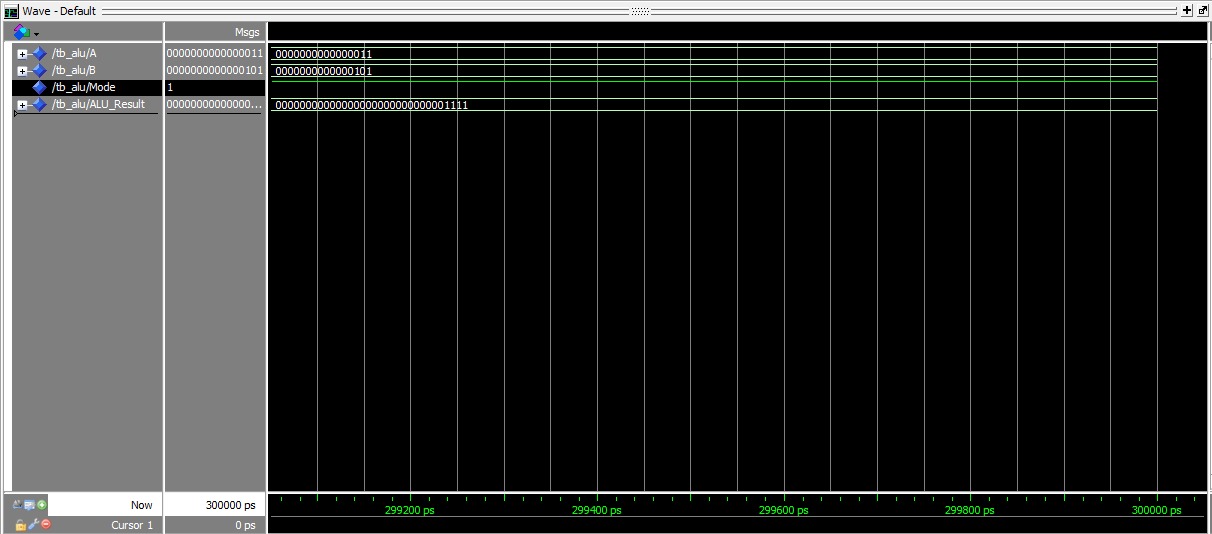 Wave - Default
Msgs
/tb_alu/A 0000000000000011 0000000000000011
/tb_alu/B 0000000000000101 0000000000000101
/tb_alu/Mode 1
/tb_alu/ALU_Result 00000000000000... 00000000000000000000000000001111
Now 300000 ps
299200 ps 299400 ps 299600 ps 299800 ps 300000 ps
Cursor 1 0 ps